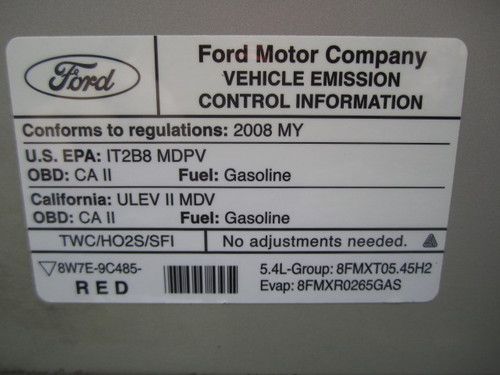 Ford
Ford Motor Company
VEHICLE EMISSION
CONTROL INFORMATION
Conforms to regulations: 2008 MY
U.S. EPA: IT2B8 MDPV
OBD: CA II Fuel: Gasoline
California: ULEV II MDV
OBD: CA II Fuel: Gasoline
TWC/HO2S/SFI No adjustments needed.
8W7E-9C485-
RED
5.4L-Group: 8FMXT05.45H2
Evap: 8FMXR0265GAS